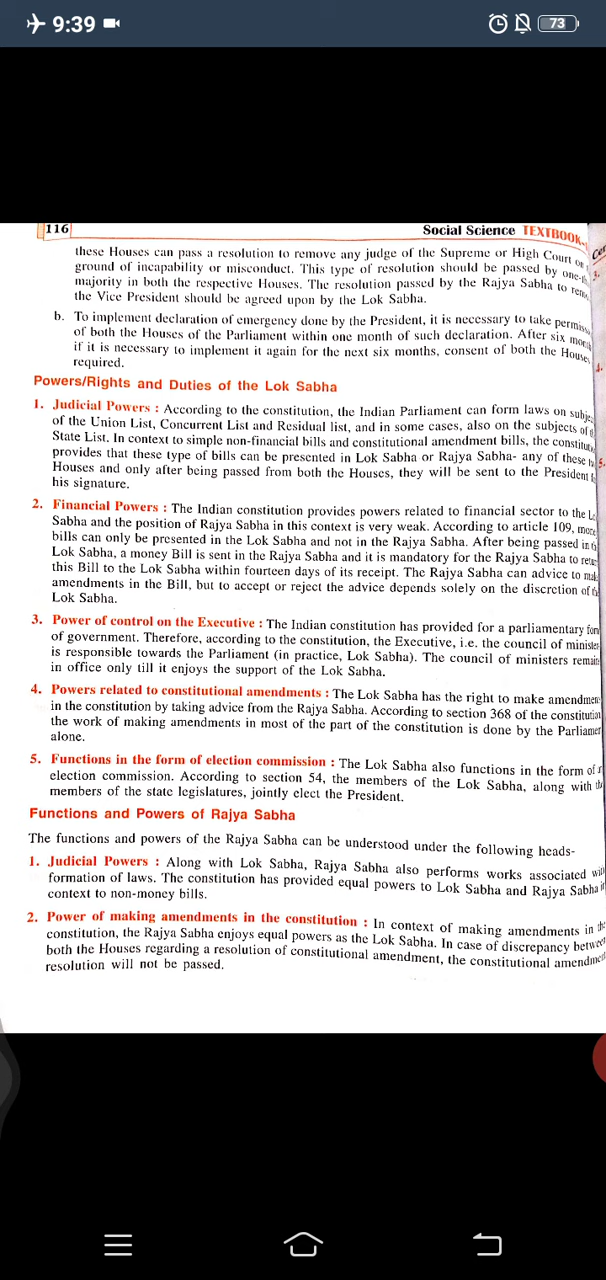 9:39
73
116
Social Science TEXTBOOK-
these Houses can pass a resolution to remove any judge of the Supreme or High Court on
ground of incapability or misconduct. This type of resolution should be passed by
majority in both the respective Houses. The resolution passed by the Rajya Sabha to
the Vice President should be agreed upon by the Lok Sabha.
b. To implement declaration of emergency done by the President, it is necessary to take
of both the Houses of the Parliament within one month of such declaration. After six
if it is necessary to implement it again for the next six months, consent of both the
required.
Powers/Rights and Duties of the Lok Sabha
1. Judicial Powers : According to the constitution, the Indian Parliament can form laws on
of the Union List, Concurrent List and Residual list, and in some cases, also on the subjects of
State List. In context to simple non-financial bills and constitutional amendment bills, the
provides that these type of bills can be presented in Lok Sabha or Rajya Sabha- any of these
Houses and only after being passed from both the Houses, they will be sent to the President
his signature.
2. Financial Powers : The Indian constitution provides powers related to financial sector to the
Sabha and the position of Rajya Sabha in this context is very weak. According to article 109,
bills can only be presented in the Lok Sabha and not in the Rajya Sabha. After being passed in
Lok Sabha, a money Bill is sent in the Rajya Sabha and it is mandatory for the Rajya Sabha to
this Bill to the Lok Sabha within fourteen days of its receipt. The Rajya Sabha can advice to
amendments in the Bill, but to accept or reject the advice depends solely on the discretion of
Lok Sabha.
3. Power of control on the Executive : The Indian constitution has provided for a parliamentary
of government. Therefore, according to the constitution, the Executive, i.e. the council of
is responsible towards the Parliament (in practice, Lok Sabha). The council of ministers
in office only till it enjoys the support of the Lok Sabha.
4. Powers related to constitutional amendments : The Lok Sabha has the right to make
in the constitution by taking advice from the Rajya Sabha. According to section 368 of the constitution
the work of making amendments in most of the part of the constitution is done by the
alone.
5. Functions in the form of election commission : The Lok Sabha also functions in the form of
election commission. According to section 54, the members of the Lok Sabha, along with
members of the state legislatures, jointly elect the President.
Functions and Powers of Rajya Sabha
The functions and powers of the Rajya Sabha can be understood under the following heads-
1. Judicial Powers : Along with Lok Sabha, Rajya Sabha also performs works associated
formation of laws. The constitution has provided equal powers to Lok Sabha and Rajya Sabha
context to non-money bills.
2. Power of making amendments in the constitution : In context of making amendments in
constitution, the Rajya Sabha enjoys equal powers as the Lok Sabha. In case of discrepancy
both the Houses regarding a resolution of constitutional amendment, the constitutional
resolution will not be passed.